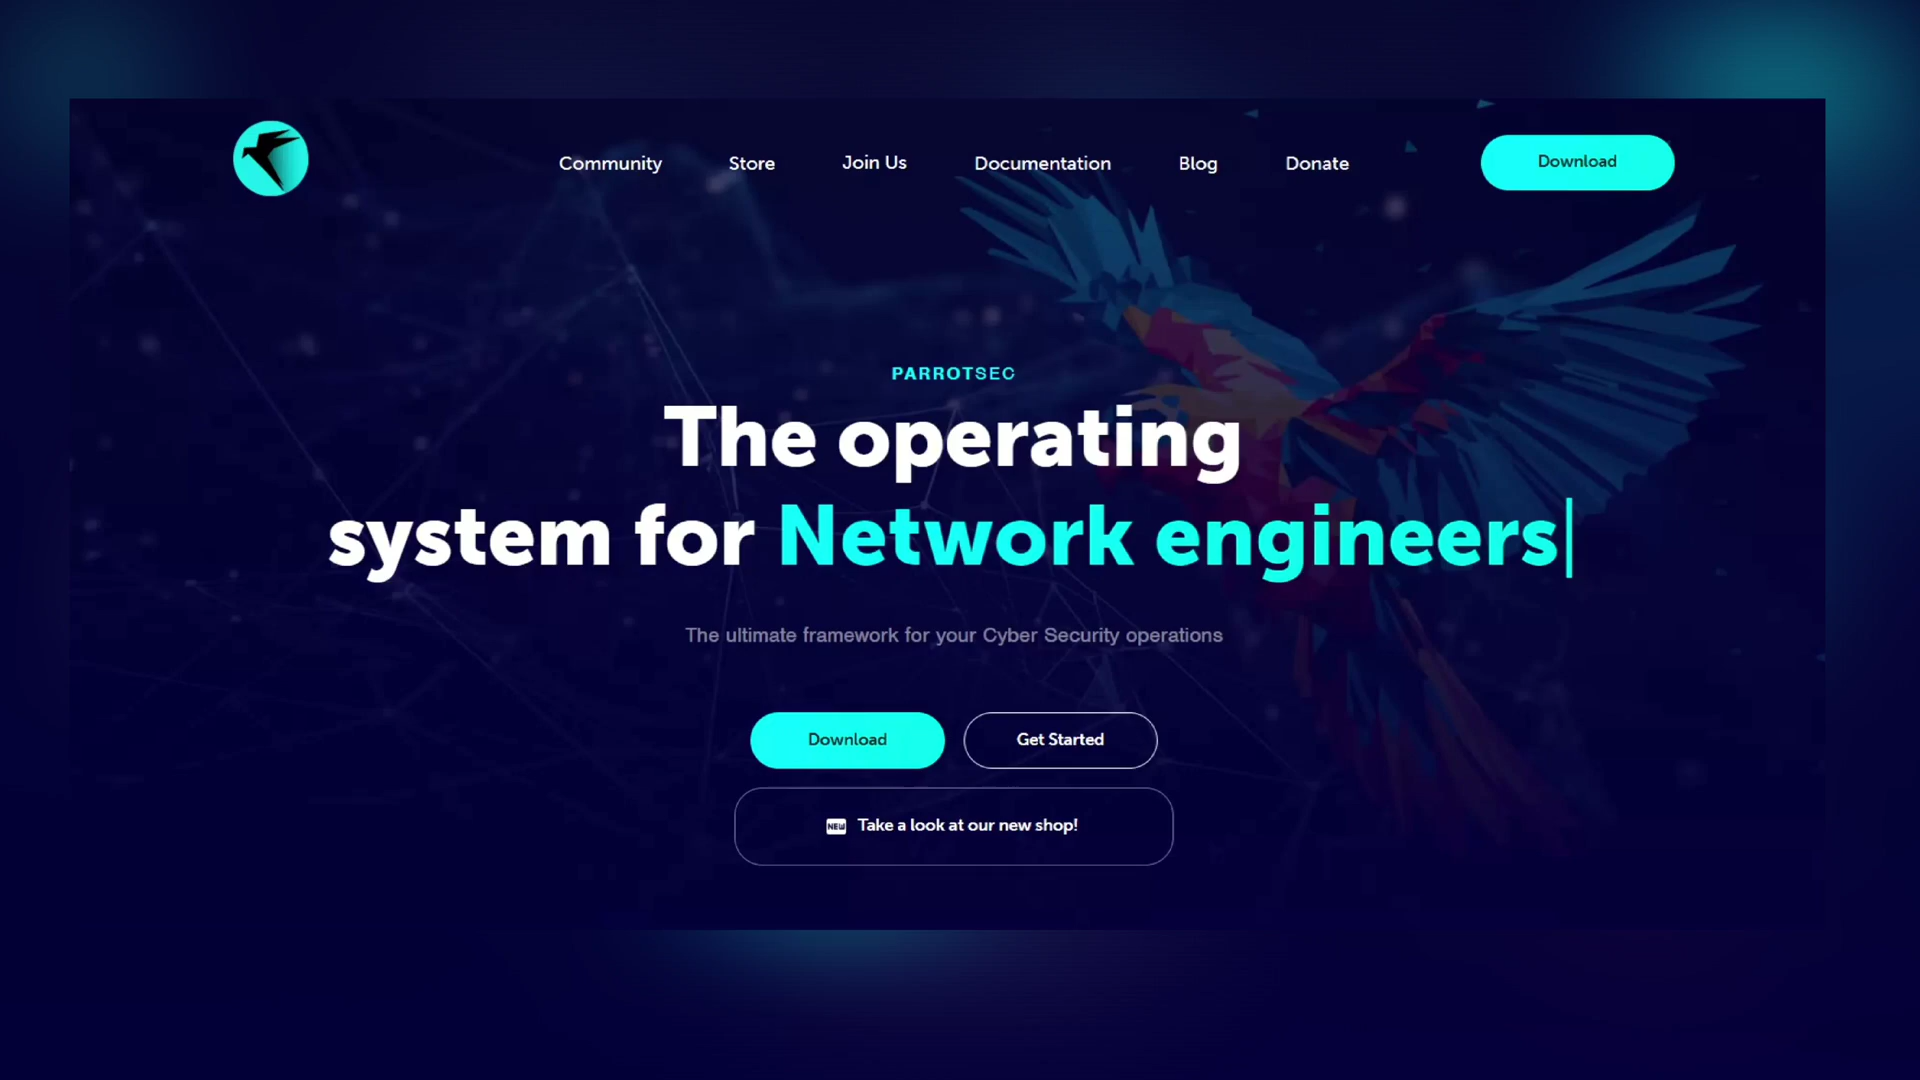 Community Store Join Us Documentation Blog Donate Download
PARROTSEC
The operating
system for Network engineers
The ultimate framework for your Cyber Security operations
Download Get Started
NEW Take a look at our new shop!